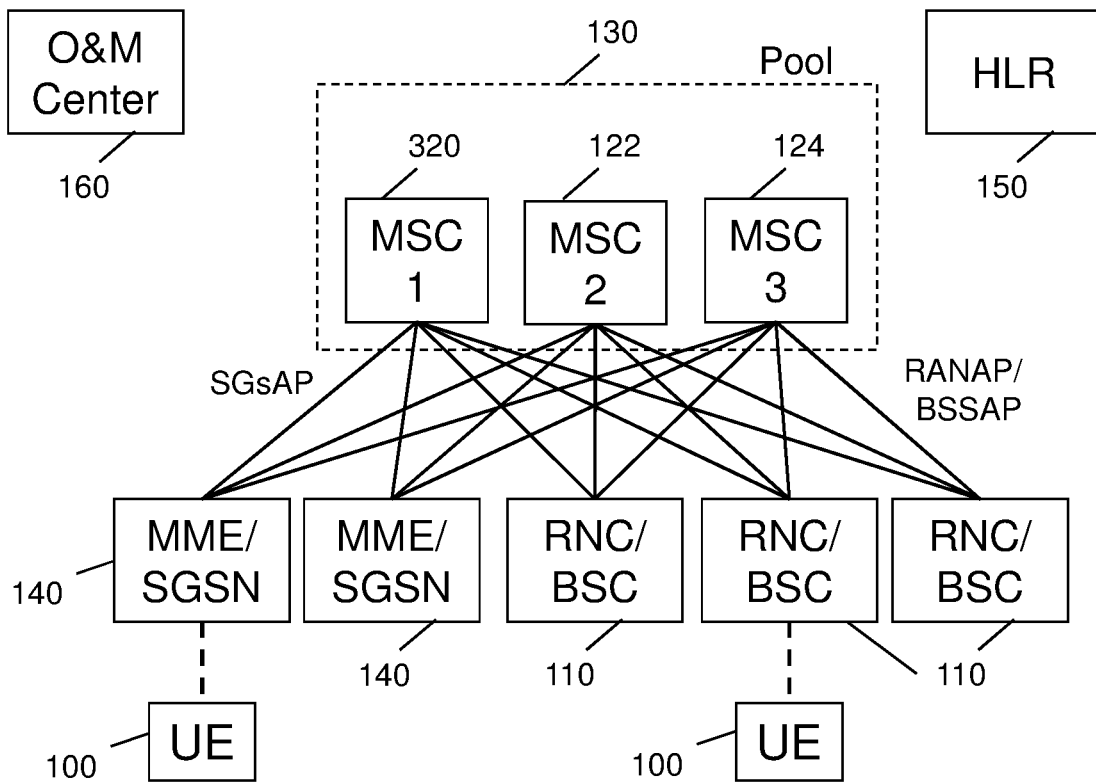 O&M
Center
160
130
Pool
HLR
150
320
122
124
MSC
1
MSC
2
MSC
3
SGsAP
RANAP/
BSSAP
MME/
SGSN
MME/
SGSN
RNC/
BSC
RNC/
BSC
RNC/
BSC
140
140
110
110
UE
100
UE
100